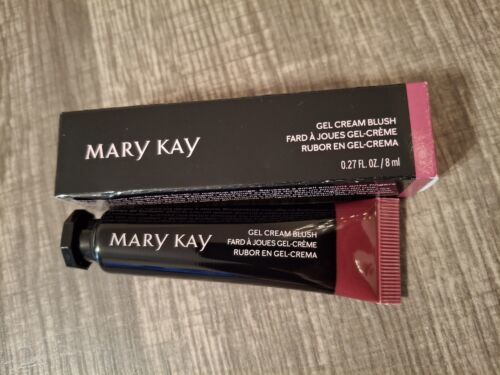 MARY KAY
GEL CREAM BLUSH
FARD À JOUES GEL-CRÈME
RUBOR EN GEL-CREMA
0.27 FL. OZ. / 8 ml
MARY KAY
GEL CREAM BLUSH
FARD À JOUES GEL-CRÈME
RUBOR EN GEL-CREMA